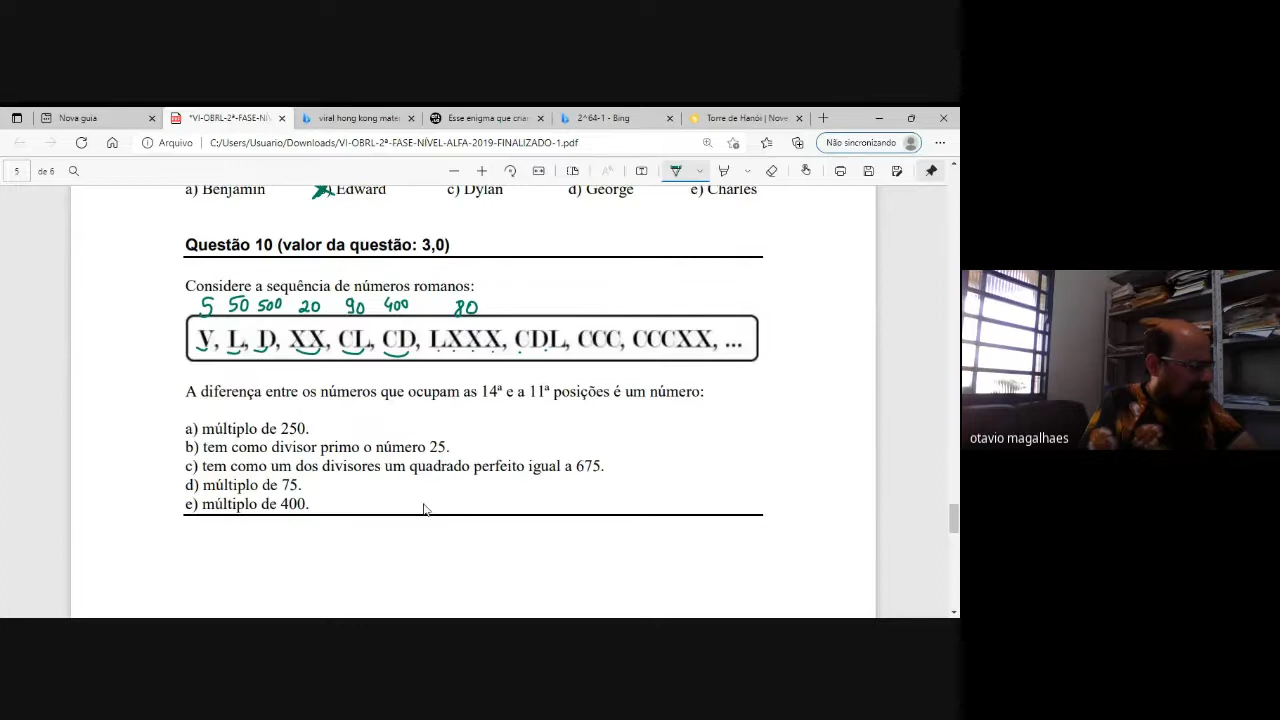 Nova guia
*VI-OBRL-2ª-FASE-NÍ
viral hong kong mate
Esse enigma que criar
2^64-1 - Bing
Torre de Hanói | Nove
Arquivo
C:/Users/Usuario/Downloads/VI-OBRL-2ª-FASE-NÍVEL-ALFA-2019-FINALIZADO-1.pdf
Não sincronizando
5 de 6
a) Benjamin Edward c) Dylan d) George e) Charles
Questão 10 (valor da questão: 3,0)
Considere a sequência de números romanos:
5 50 500 20 90 400 80
V, L, D, XX, CL, CD, LXXX, CDL, CCC, CCCXX, ...
A diferença entre os números que ocupam as 14ª e a 11ª posições é um número:
a) múltiplo de 250.
b) tem como divisor primo o número 25.
c) tem como um dos divisores um quadrado perfeito igual a 675.
d) múltiplo de 75.
e) múltiplo de 400.
otavio magalhaes